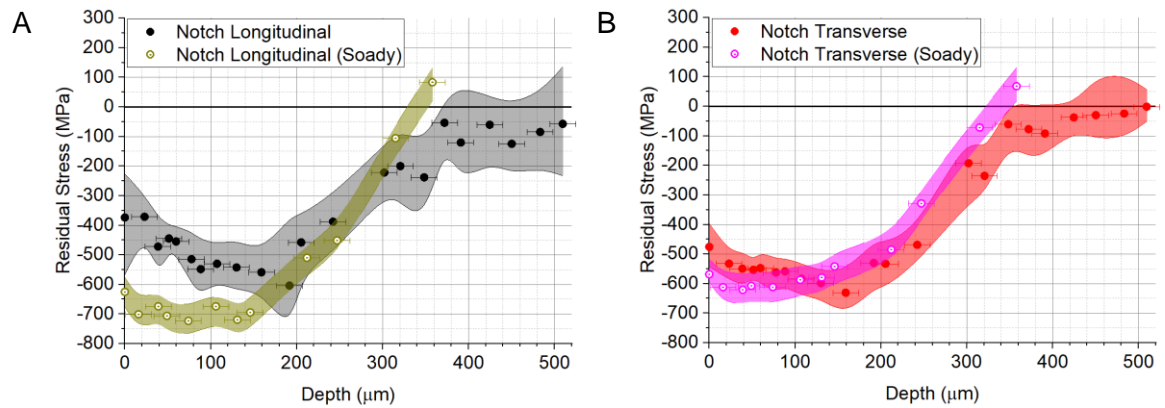 A
Notch Longitudinal
Notch Longitudinal (Soady)
Residual Stress (MPa)
300
200
100
0
-100
-200
-300
-400
-500
-600
-700
-800
0 100 200 300 400 500
Depth (μm)
B
Notch Transverse
Notch Transverse (Soady)
Residual Stress (MPa)
300
200
100
0
-100
-200
-300
-400
-500
-600
-700
-800
0 100 200 300 400 500
Depth (μm)